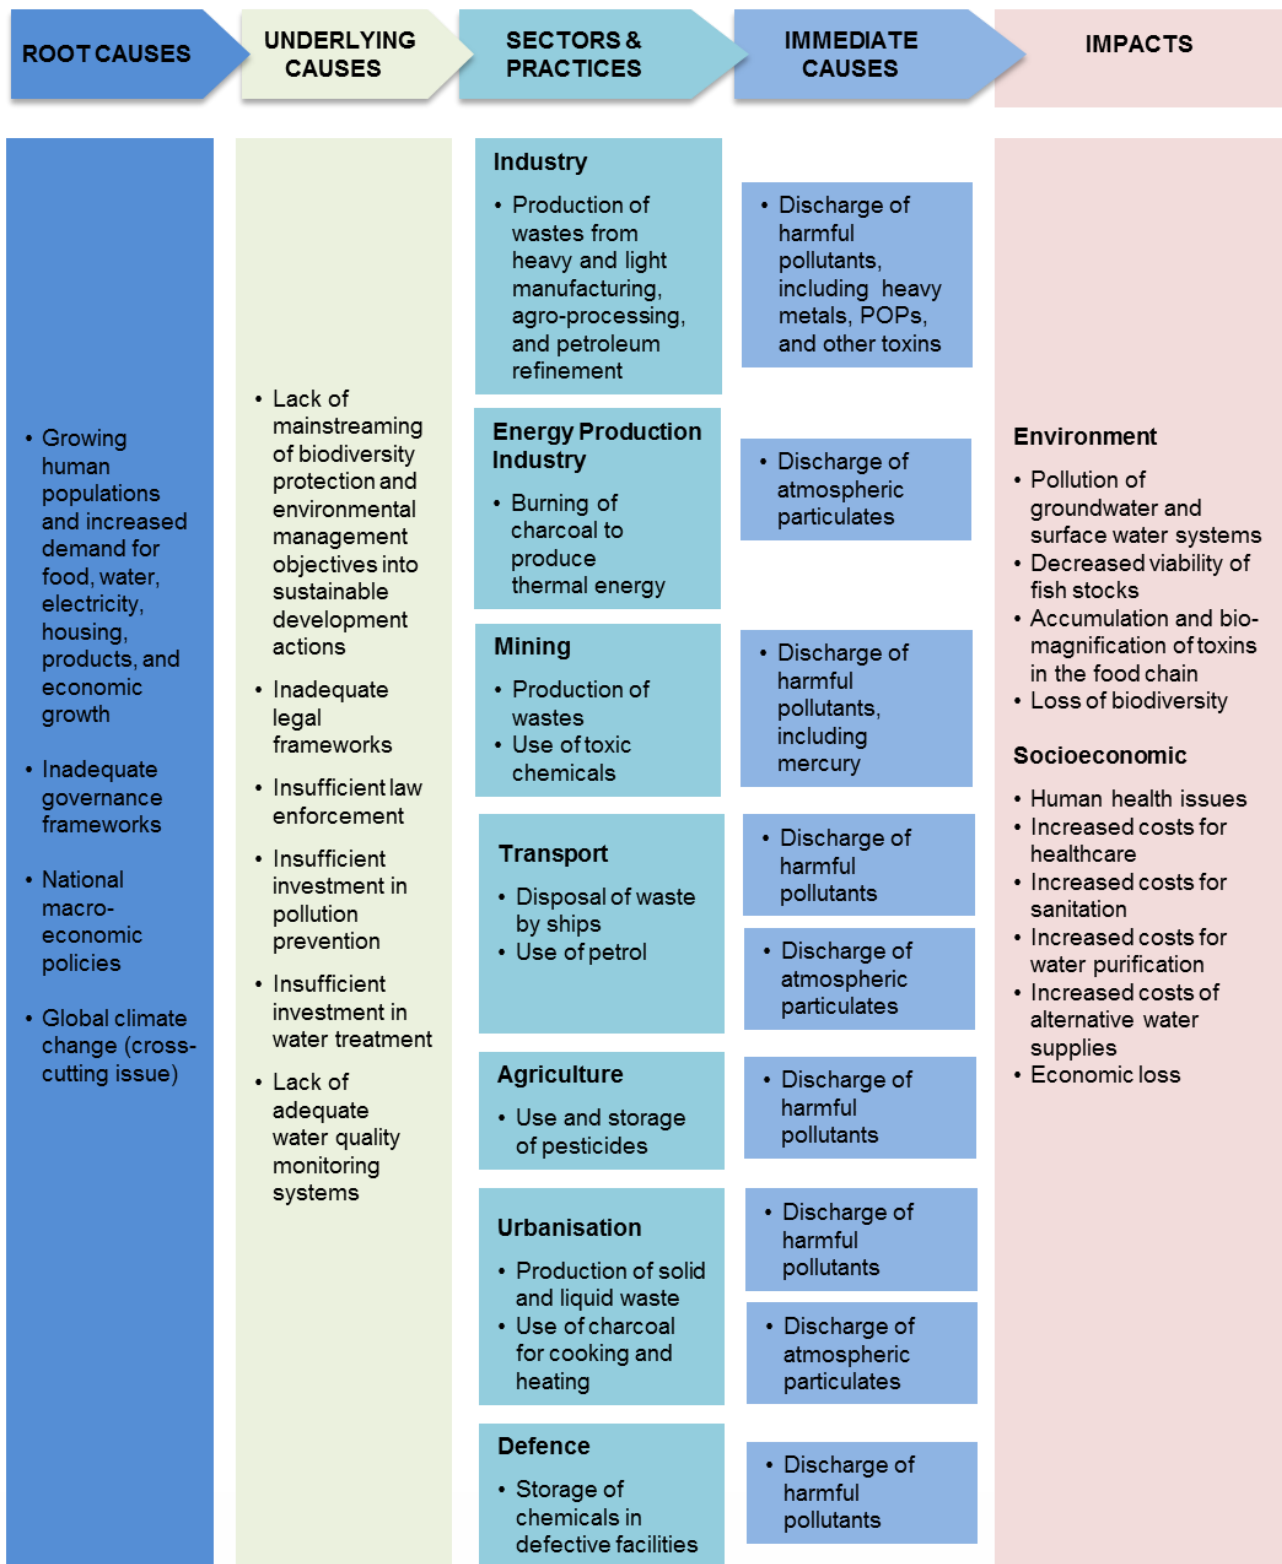 ROOT CAUSES
UNDERLYING
CAUSES
SECTORS &
PRACTICES
IMMEDIATE
CAUSES
IMPACTS
• Growing
human
populations
and increased
demand for
food, water,
electricity,
housing,
products, and
economic
growth
• Inadequate
governance
frameworks
• National
macro-
economic
policies
• Global climate
change (cross-
cutting issue)
• Lack of
mainstreaming
of biodiversity
protection and
environmental
management
objectives into
sustainable
development
actions
• Inadequate
legal
frameworks
• Insufficient law
enforcement
• Insufficient
investment in
pollution
prevention
• Insufficient
investment in
water treatment
• Lack of
adequate
water quality
monitoring
systems
Industry
• Production of
wastes from
heavy and light
manufacturing,
agro-processing,
and petroleum
refinement
Energy Production
Industry
• Burning of
charcoal to
produce
thermal energy
Mining
• Production of
wastes
• Use of toxic
chemicals
Transport
• Disposal of waste
by ships
• Use of petrol
Agriculture
• Use and storage
of pesticides
Urbanisation
• Production of solid
and liquid waste
• Use of charcoal
for cooking and
heating
Defence
• Storage of
chemicals in
defective facilities
• Discharge of
harmful
pollutants,
including heavy
metals, POPs,
and other toxins
• Discharge of
atmospheric
particulates
• Discharge of
harmful
pollutants,
including
mercury
• Discharge of
harmful
pollutants
• Discharge of
atmospheric
particulates
• Discharge of
harmful
pollutants
• Discharge of
harmful
pollutants
• Discharge of
atmospheric
particulates
• Discharge of
harmful
pollutants
Environment
• Pollution of
groundwater and
surface water systems
• Decreased viability of
fish stocks
• Accumulation and bio-
magnification of toxins
in the food chain
• Loss of biodiversity
Socioeconomic
• Human health issues
• Increased costs for
healthcare
• Increased costs for
sanitation
• Increased costs for
water purification
• Increased costs of
alternative water
supplies
• Economic loss